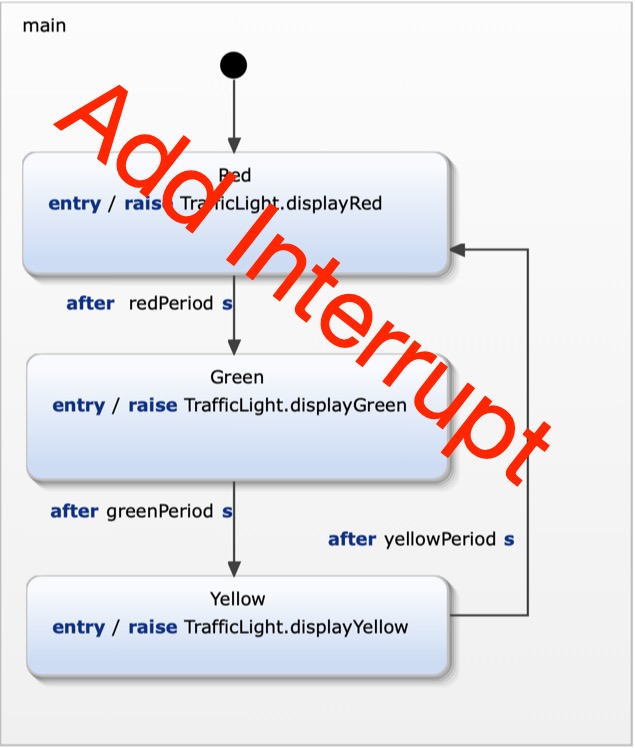 main
Red
entry / raise TrafficLight.displayRed
Add Interrupt
after redPeriod s
Green
entry / raise TrafficLight.displayGreen
after greenPeriod s
after yellowPeriod s
Yellow
entry / raise TrafficLight.displayYellow